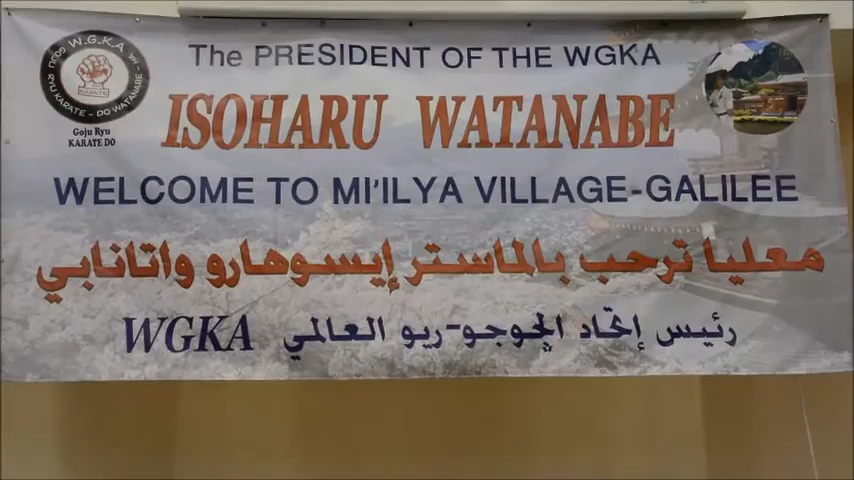 W.G.K.A - Mr.
GOJU RYU KARATE - DO WATANABE
KARATE
Goju Ryu
KARATE DO
The PRESIDENT OF THE WGKA
ISOHARU WATANABE
WELCOME TO MI'ILYA VILLAGE-GALILEE
معليا ترحب بالماستر إيسوهارو واتانابي
رئيس إتحاد الجوجو-ريو العالمي WGKA